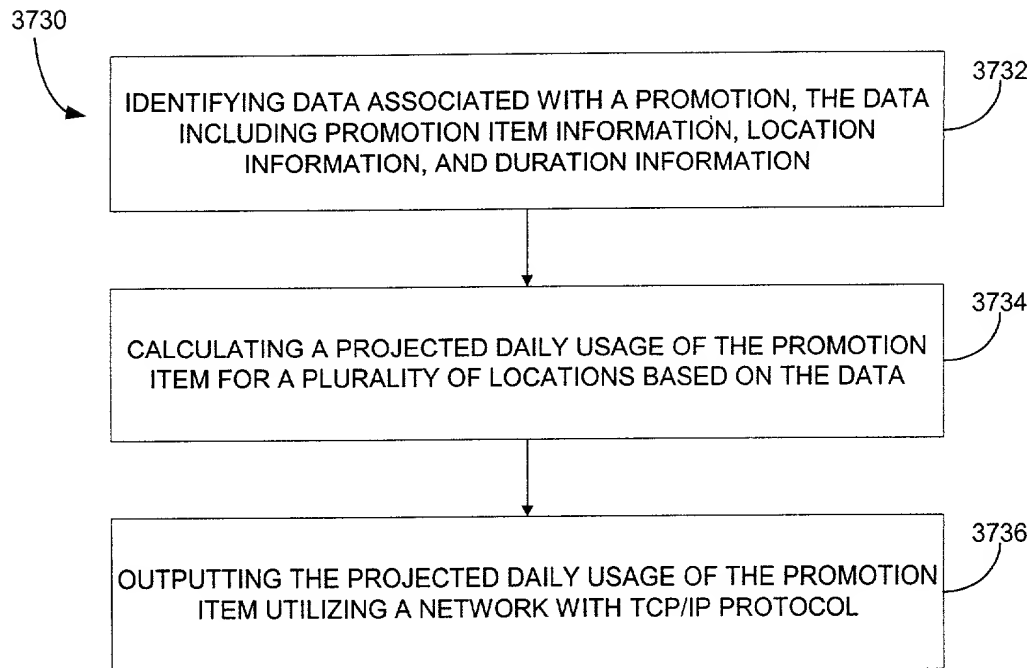 3730
3732
IDENTIFYING DATA ASSOCIATED WITH A PROMOTION, THE DATA
INCLUDING PROMOTION ITEM INFORMATION, LOCATION
INFORMATION, AND DURATION INFORMATION
3734
CALCULATING A PROJECTED DAILY USAGE OF THE PROMOTION
ITEM FOR A PLURALITY OF LOCATIONS BASED ON THE DATA
3736
OUTPUTTING THE PROJECTED DAILY USAGE OF THE PROMOTION
ITEM UTILIZING A NETWORK WITH TCP/IP PROTOCOL